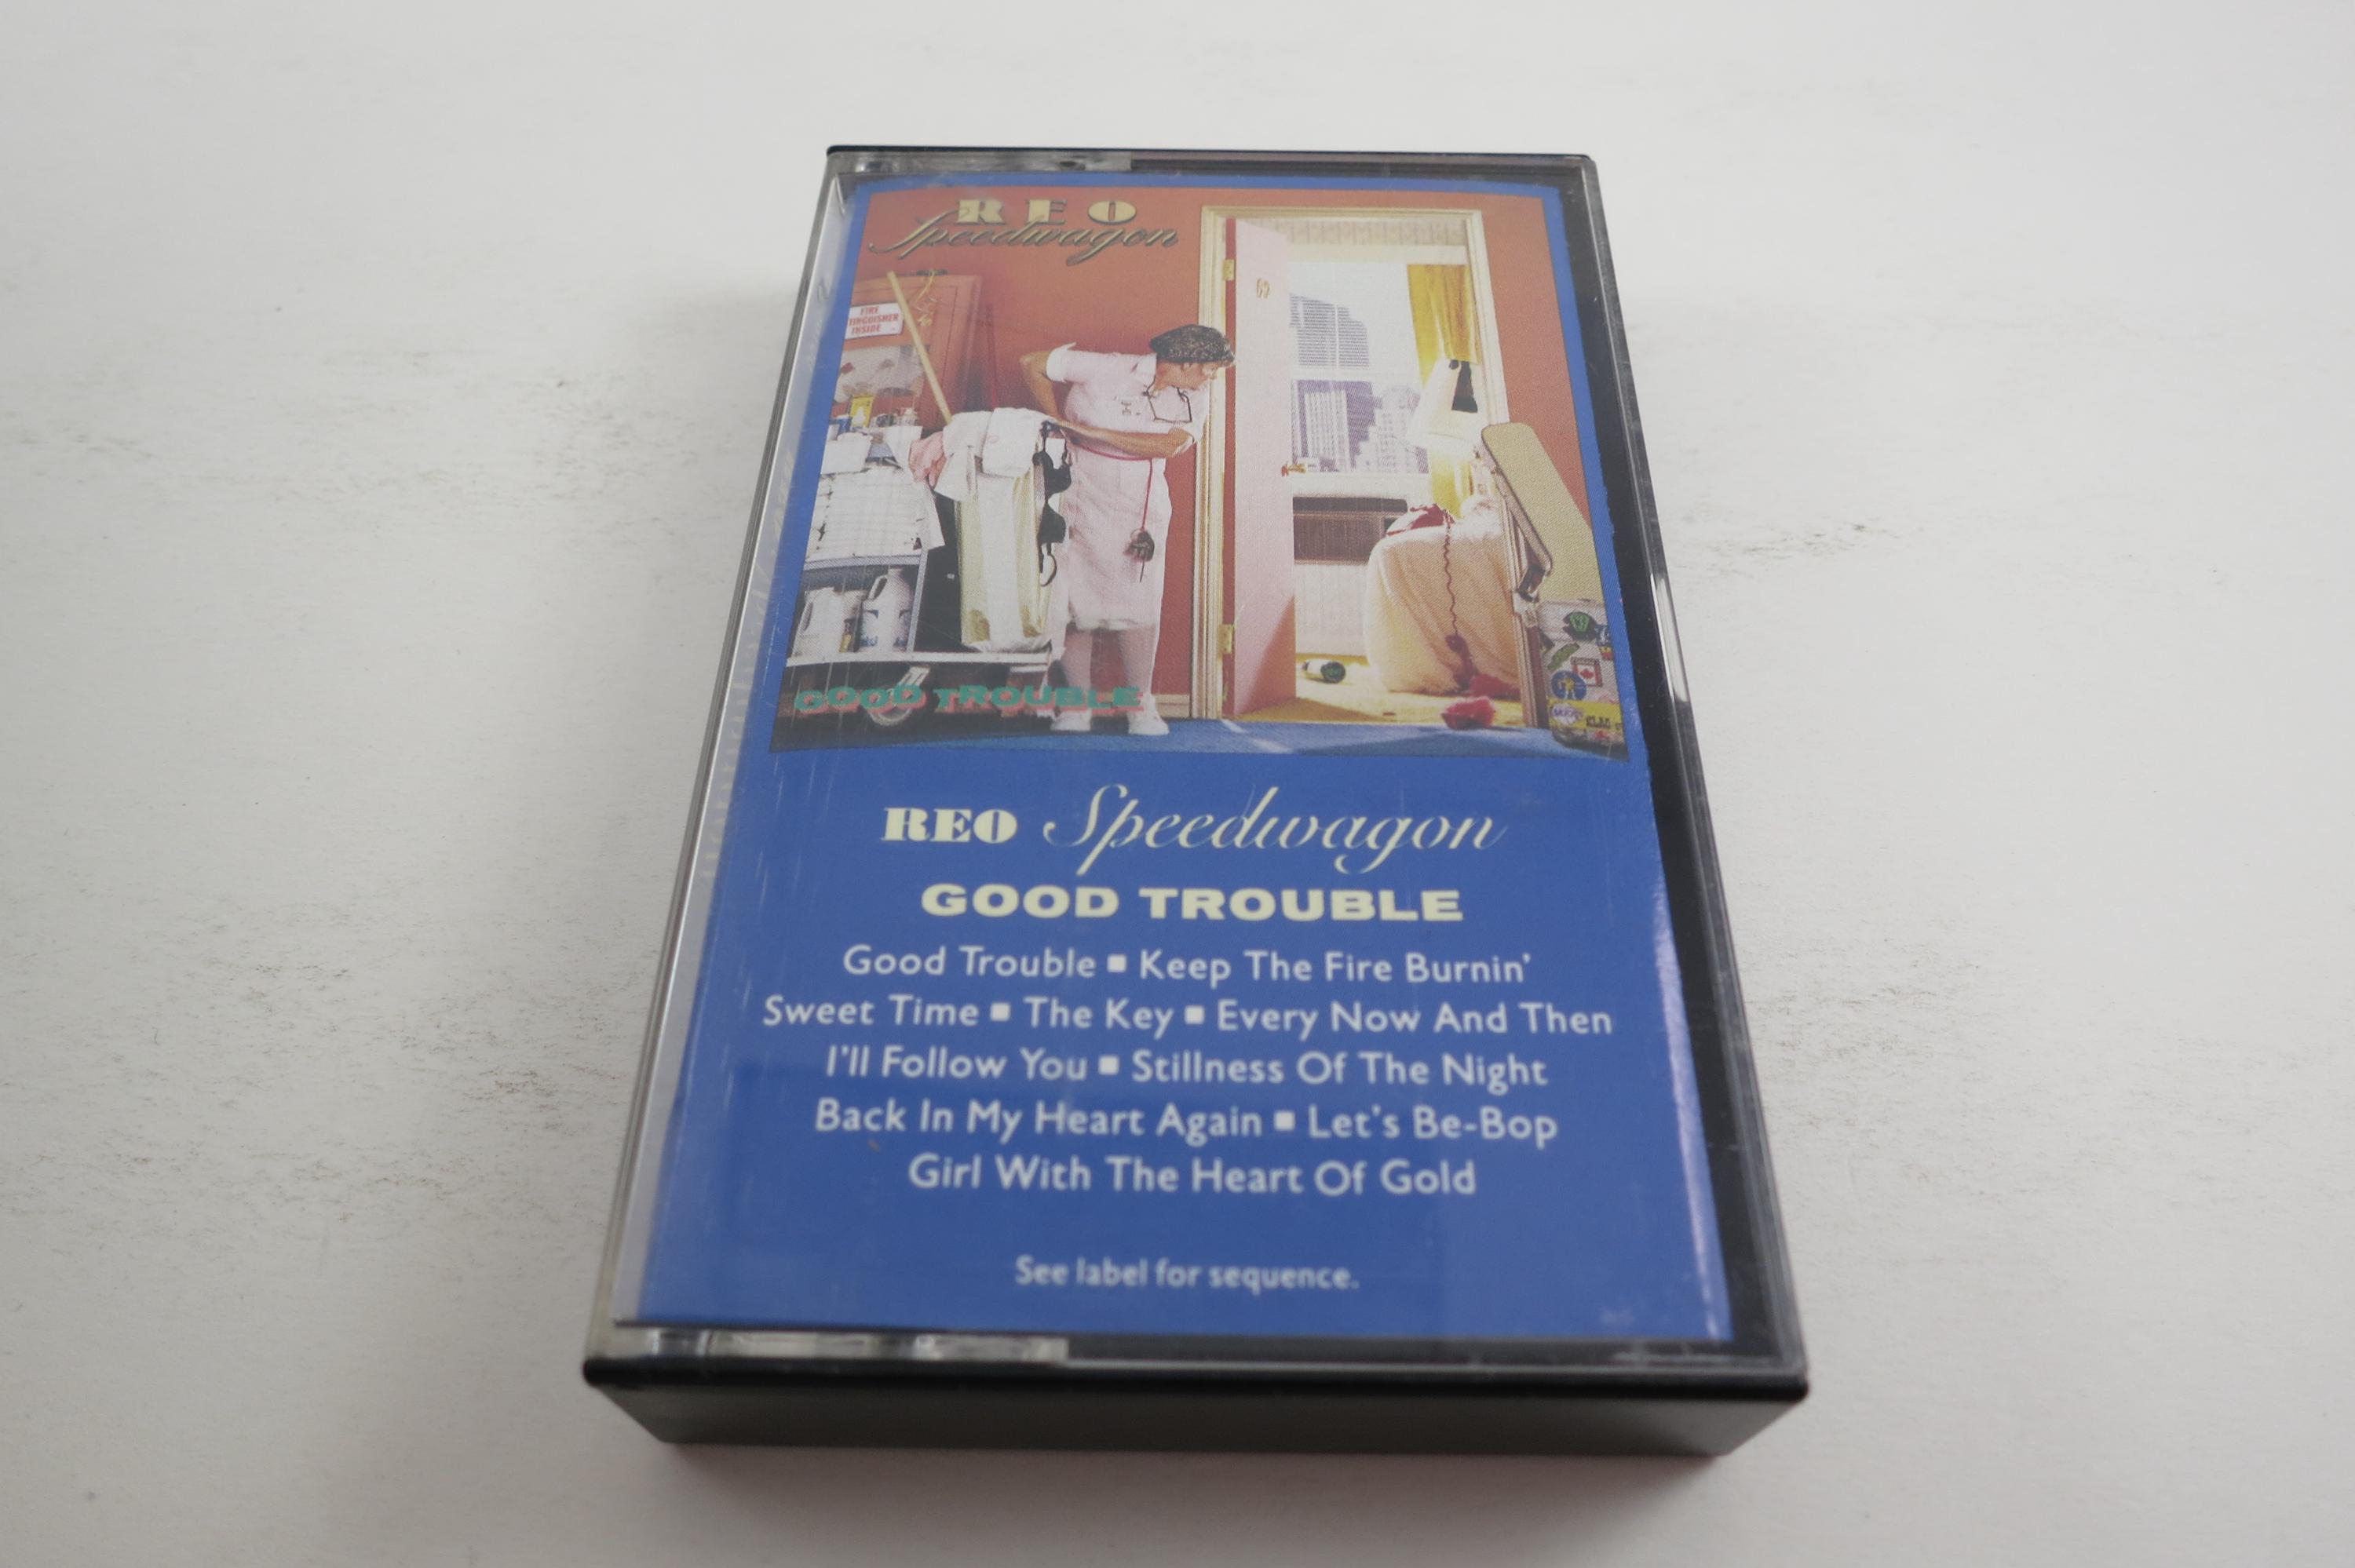 REO
Speedwagon
FIRE
TINGUISHER
INSIDE
GOOD TROUBLE
REO Speedwagon
GOOD TROUBLE
Good Trouble ▪ Keep The Fire Burnin'
Sweet Time ▪ The Key ▪ Every Now And Then
I'll Follow You ▪ Stillness Of The Night
Back In My Heart Again ▪ Let's Be-Bop
Girl With The Heart Of Gold
See label for sequence.